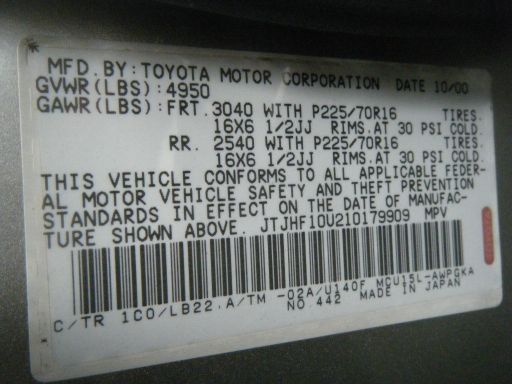 MFD. BY: TOYOTA MOTOR CORPORATION DATE 10/00
GVWR(LBS): 4950
GAWR(LBS): FRT. 3040 WITH P225/70R16 TIRES.
16X6 1/2JJ RIMS. AT 30 PSI COLD.
RR. 2540 WITH P225/70R16 TIRES.
16X6 1/2JJ RIMS. AT 30 PSI COLD.
THIS VEHICLE CONFORMS TO ALL APPLICABLE FEDER-
AL MOTOR VEHICLE SAFETY AND THEFT PREVENTION
STANDARDS IN EFFECT ON THE DATE OF MANUFAC-
TURE SHOWN ABOVE. JTJHF10U210179909 MPV
C/TR 1C0/LB22. A/TM -02A/U140F MCU15L-AWPGKA
NO. 442 MADE IN JAPAN